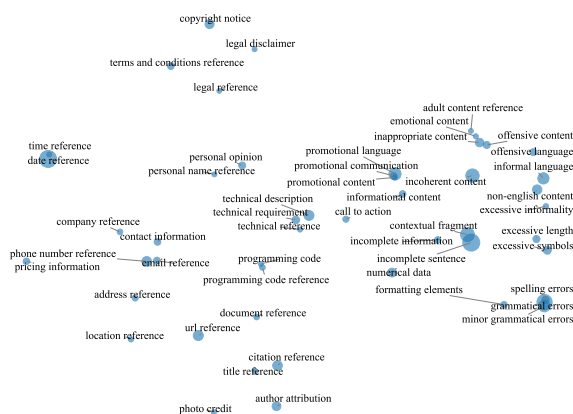 copyright notice
legal disclaimer
terms and conditions reference
legal reference
adult content reference
emotional content
inappropriate content
offensive content
time reference
date reference
promotional language
offensive language
personal opinion
promotional communication
informal language
personal name reference
promotional content
incoherent content
non-english content
technical description
informational content
excessive informality
technical requirement
call to action
company reference
technical reference
contextual fragment
contact information
incomplete information
excessive length
phone number reference
excessive symbols
pricing information
email reference
programming code
incomplete sentence
numerical data
programming code reference
address reference
formatting elements
spelling errors
grammatical errors
document reference
minor grammatical errors
url reference
location reference
citation reference
title reference
author attribution
photo credit